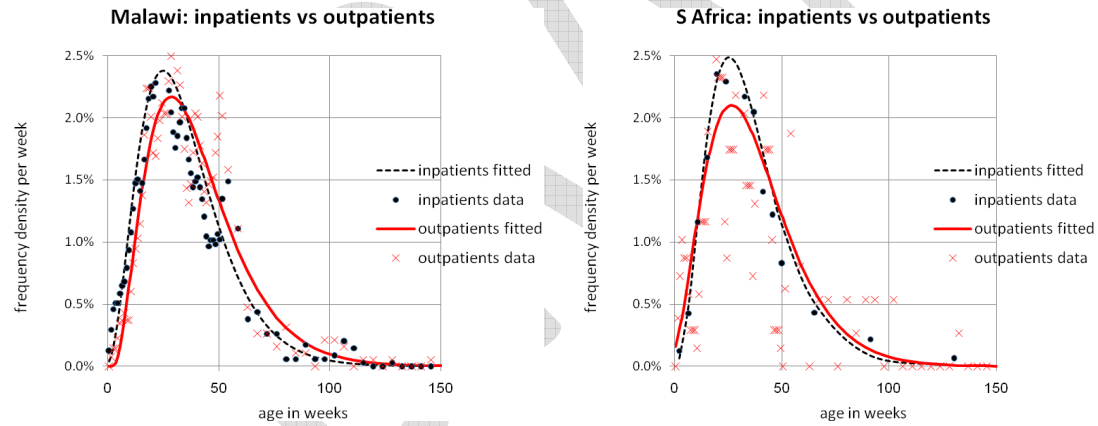 Malawi: inpatients vs outpatients
frequency density per week
2.5%
2.0%
1.5%
1.0%
0.5%
0.0%
0
50
100
150
age in weeks
inpatients fitted
inpatients data
outpatients fitted
outpatients data
S Africa: inpatients vs outpatients
frequency density per week
2.5%
2.0%
1.5%
1.0%
0.5%
0.0%
0
50
100
150
age in weeks
inpatients fitted
inpatients data
outpatients fitted
outpatients data